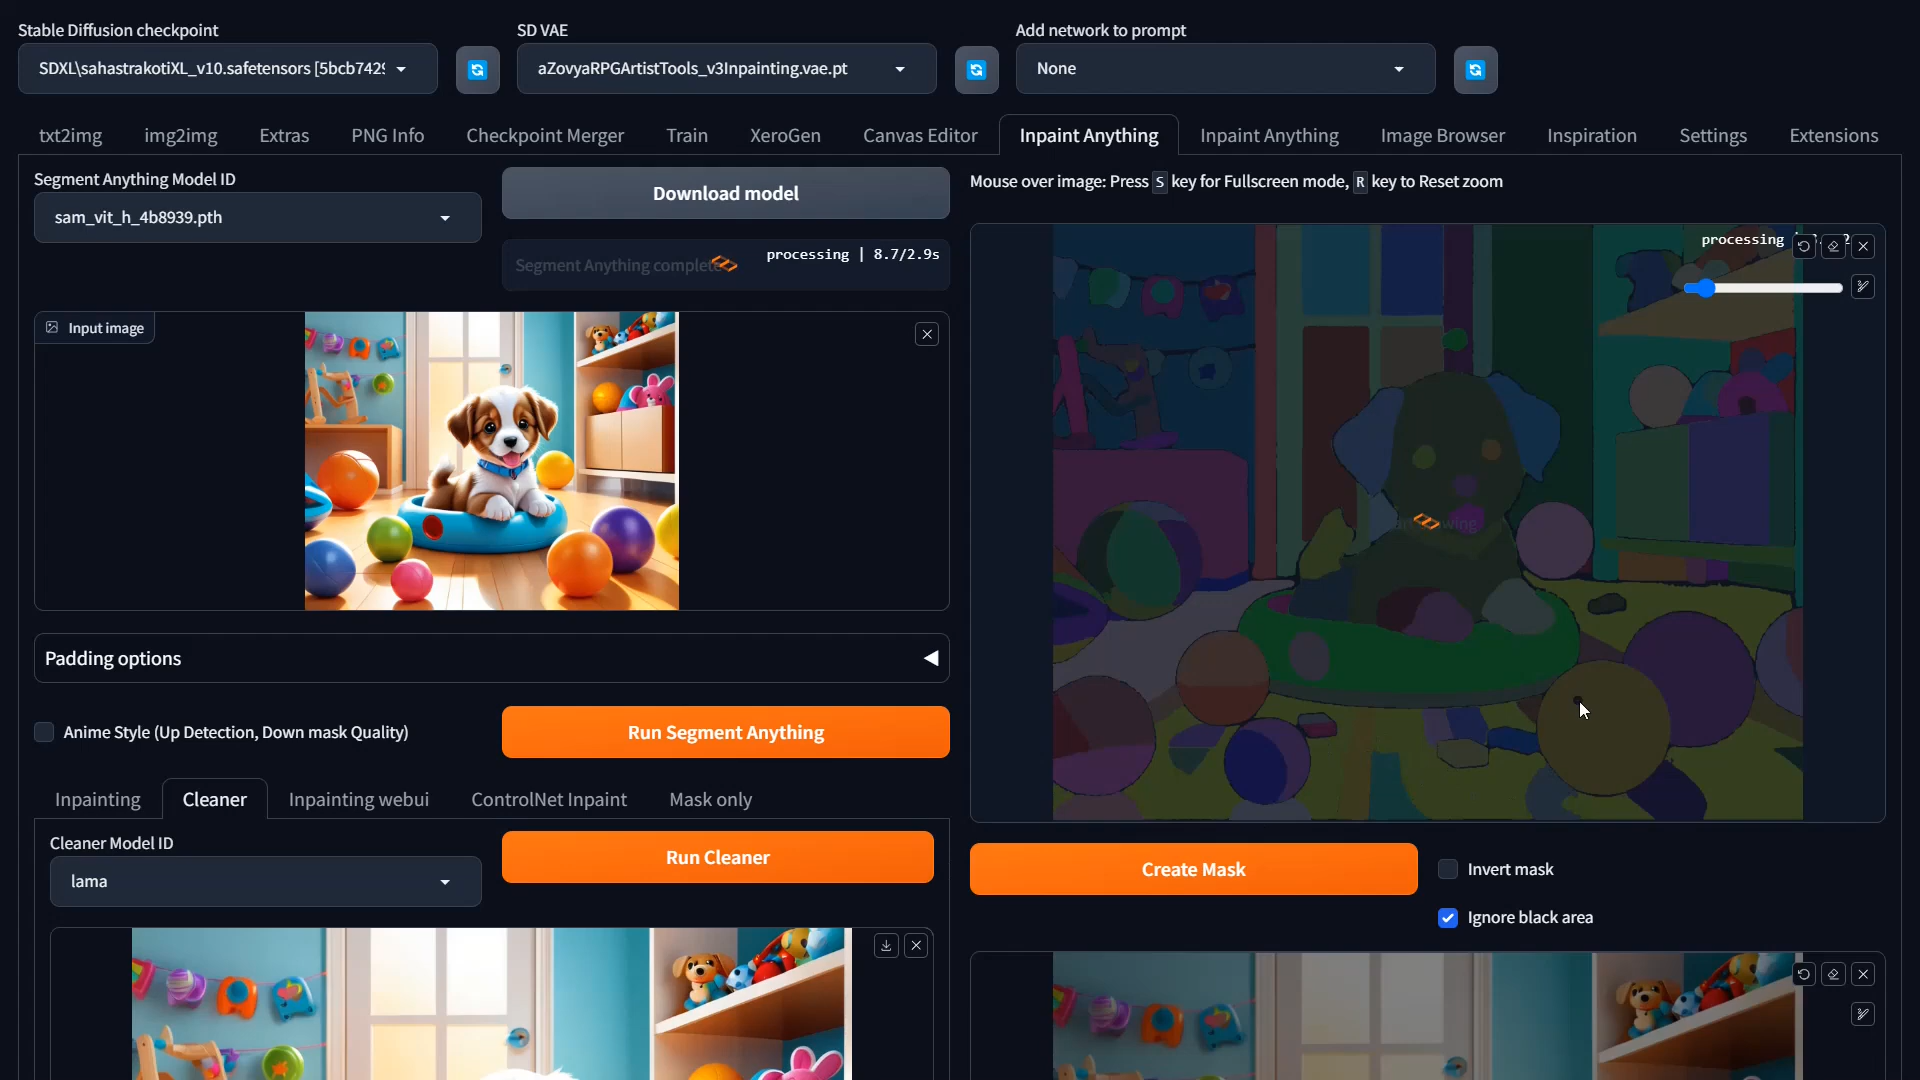 Stable Diffusion checkpoint
SD VAE
Add network to prompt
SDXL\sahastrakotiXL_v10.safetensors [5bcb7429
aZovyaRPGArtistTools_v3Inpainting.vae.pt
None
txt2img img2img Extras PNG Info Checkpoint Merger Train XeroGen Canvas Editor Inpaint Anything Inpaint Anything Image Browser Inspiration Settings Extensions
Segment Anything Model ID
sam_vit_h_4b8939.pth
Download model
Segment Anything complete
processing | 8.7/2.9s
Input image
Padding options
Anime Style (Up Detection, Down mask Quality)
Run Segment Anything
Inpainting Cleaner Inpainting webui ControlNet Inpaint Mask only
Cleaner Model ID
lama
Run Cleaner
Mouse over image: Press S key for Fullscreen mode, R key to Reset zoom
processing
Create Mask
Invert mask
Ignore black area